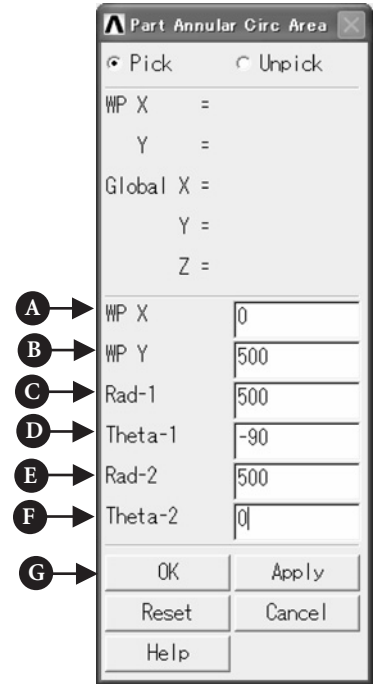 Part Annular Circ Area
Pick Unpick
WP X =
Y =
Global X =
Y =
Z =
A WP X 0
B WP Y 500
C Rad-1 500
D Theta-1 -90
E Rad-2 500
F Theta-2 0
G OK Apply
Reset Cancel
Help